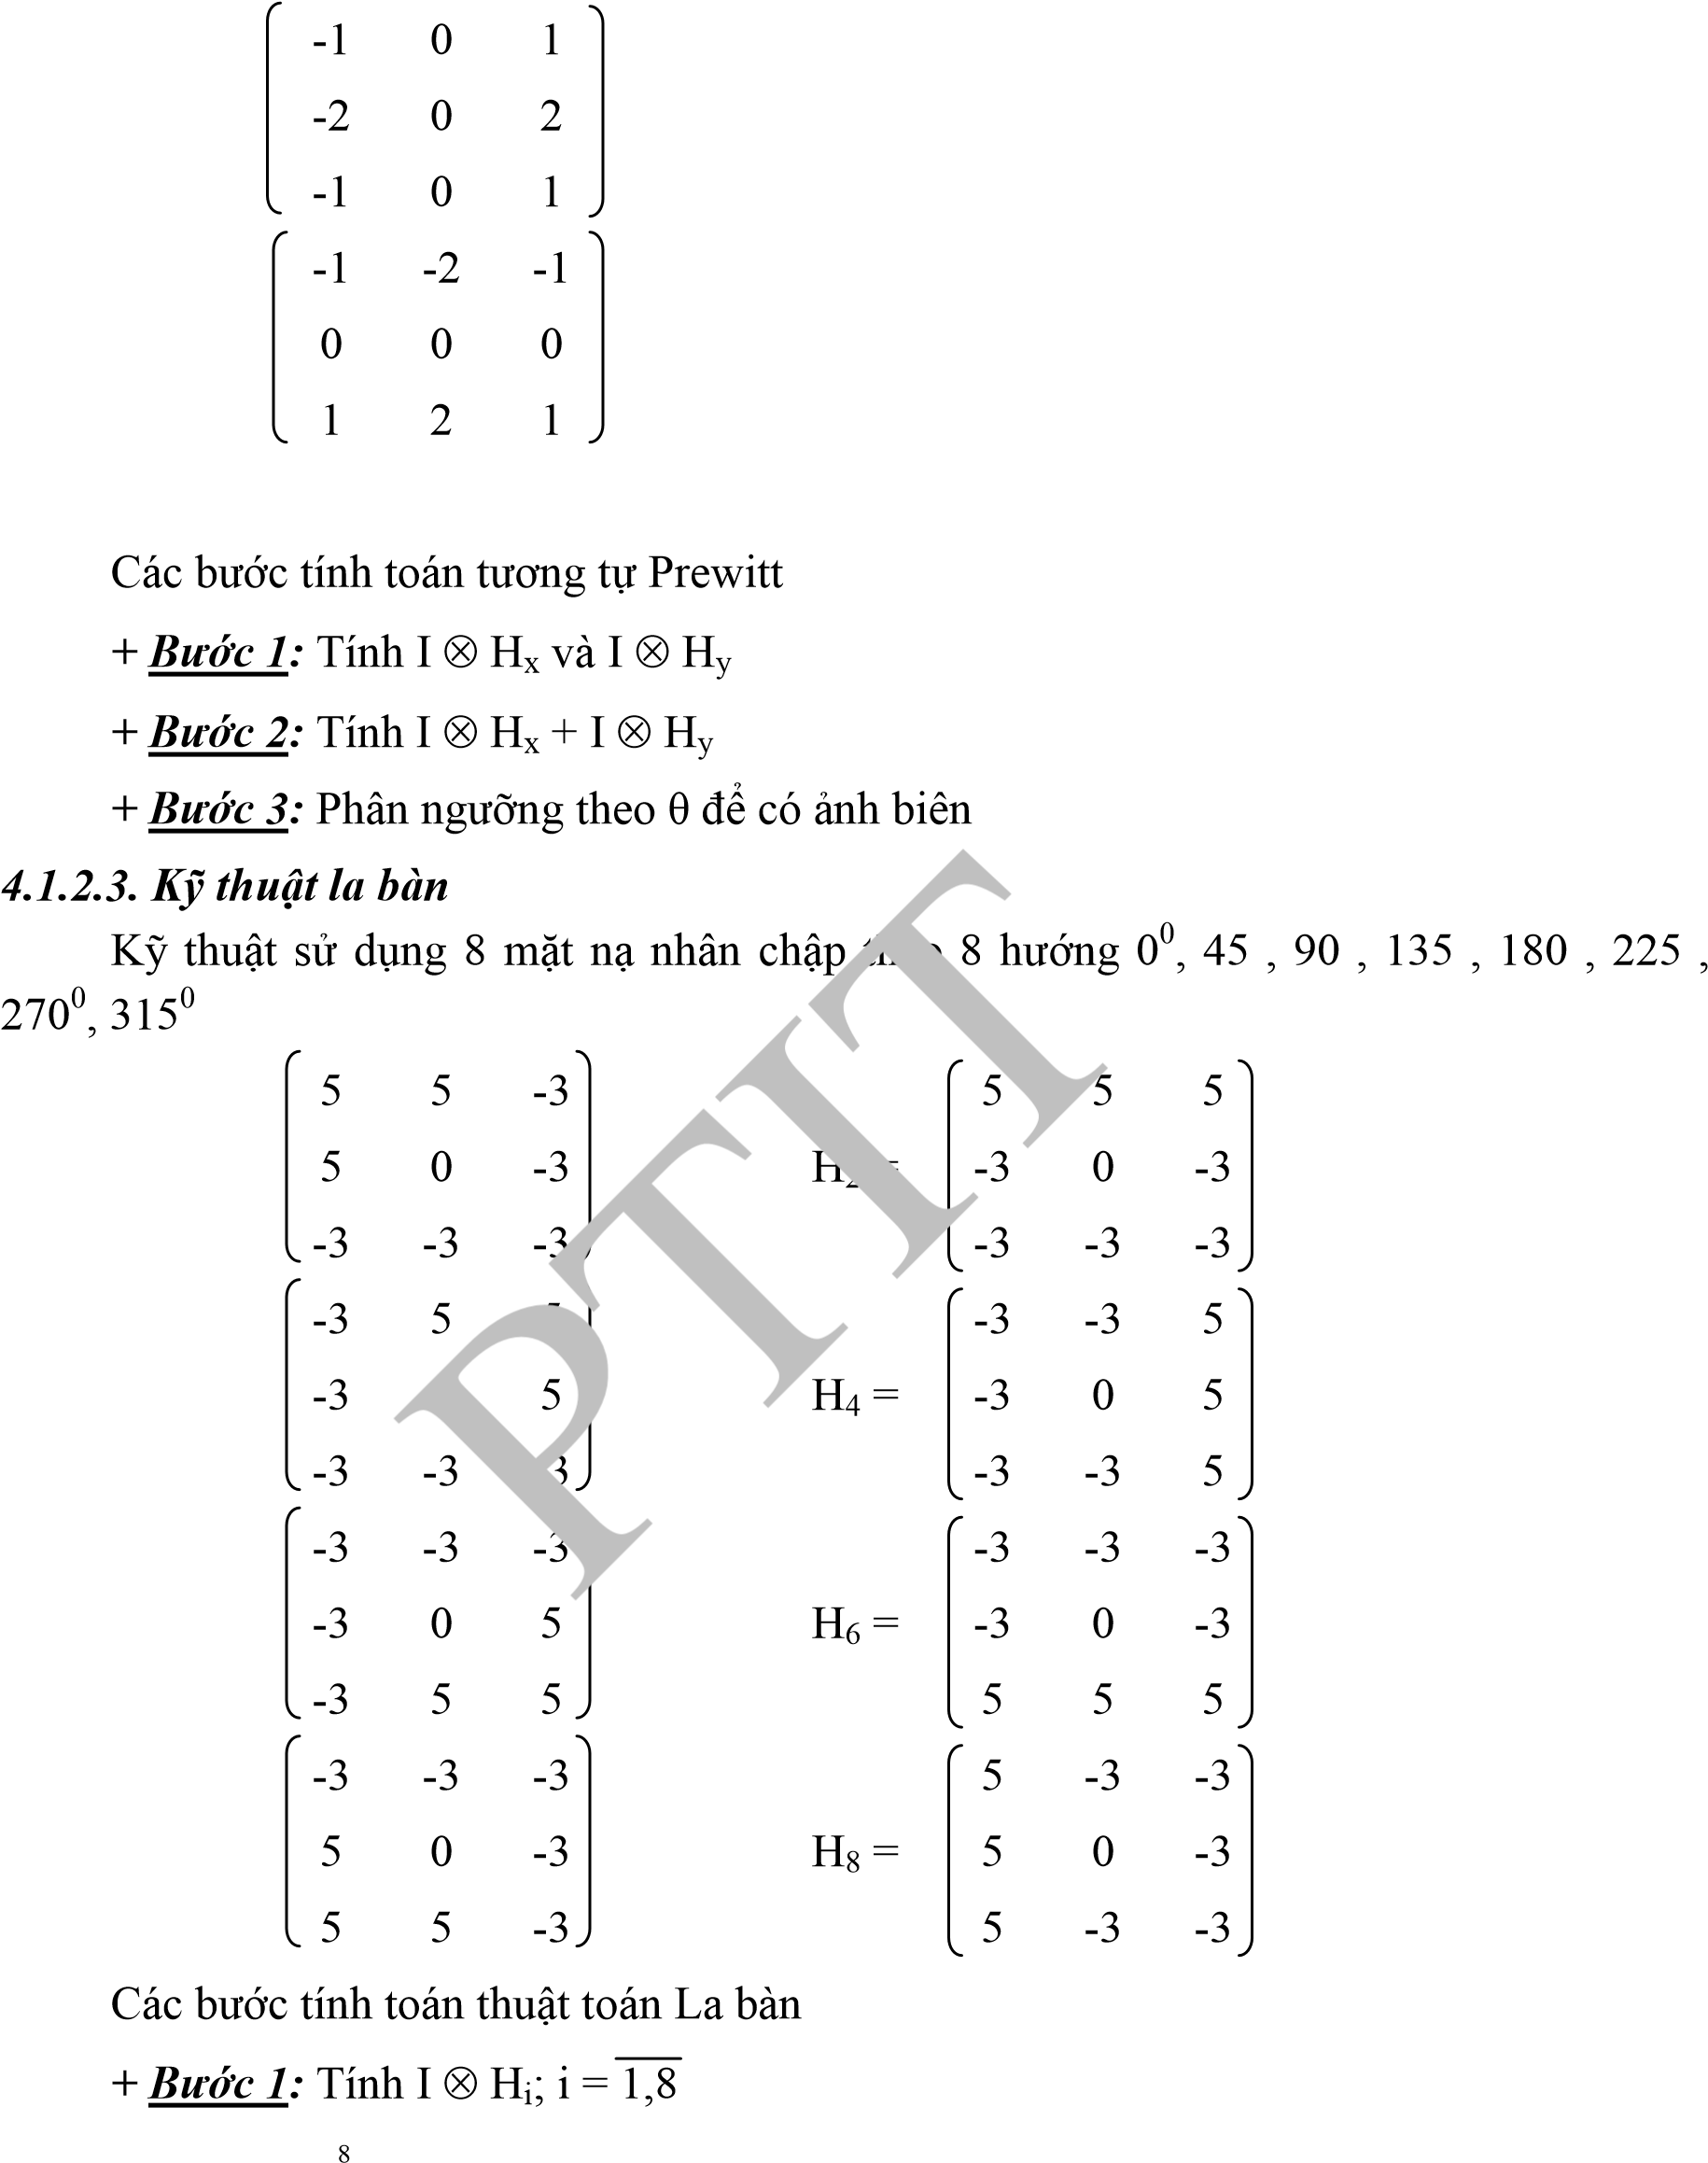 -1 0 1
-2 0 2
-1 0 1
-1 -2 -1
0 0 0
1 2 1
Các bước tính toán tương tự Prewitt
+ Bước 1: Tính I ⊗ Hx và I ⊗ Hy
+ Bước 2: Tính I ⊗ Hx + I ⊗ Hy
+ Bước 3: Phân ngưỡng theo θ để có ảnh biên
4.1.2.3. Kỹ thuật la bàn
Kỹ thuật sử dụng 8 mặt nạ nhân chập 8 hướng 0⁰, 45 , 90 , 135 , 180 , 225 ,
270⁰, 315⁰
5 5 -3 5 5 5
5 0 -3 H2 = -3 0 -3
-3 -3 -3 -3 -3 -3
-3 5 -3 -3 5
-3 5 H4 = -3 0 5
-3 -3 -3 -3 5
-3 -3 -3 -3 -3 -3
-3 0 5 H6 = -3 0 -3
-3 5 5 5 5 5
-3 -3 -3 5 -3 -3
5 0 -3 H8 = 5 0 -3
5 5 -3 5 -3 -3
PTIT
Các bước tính toán thuật toán La bàn
+ Bước 1: Tính I ⊗ Hi; i = 1,8
8